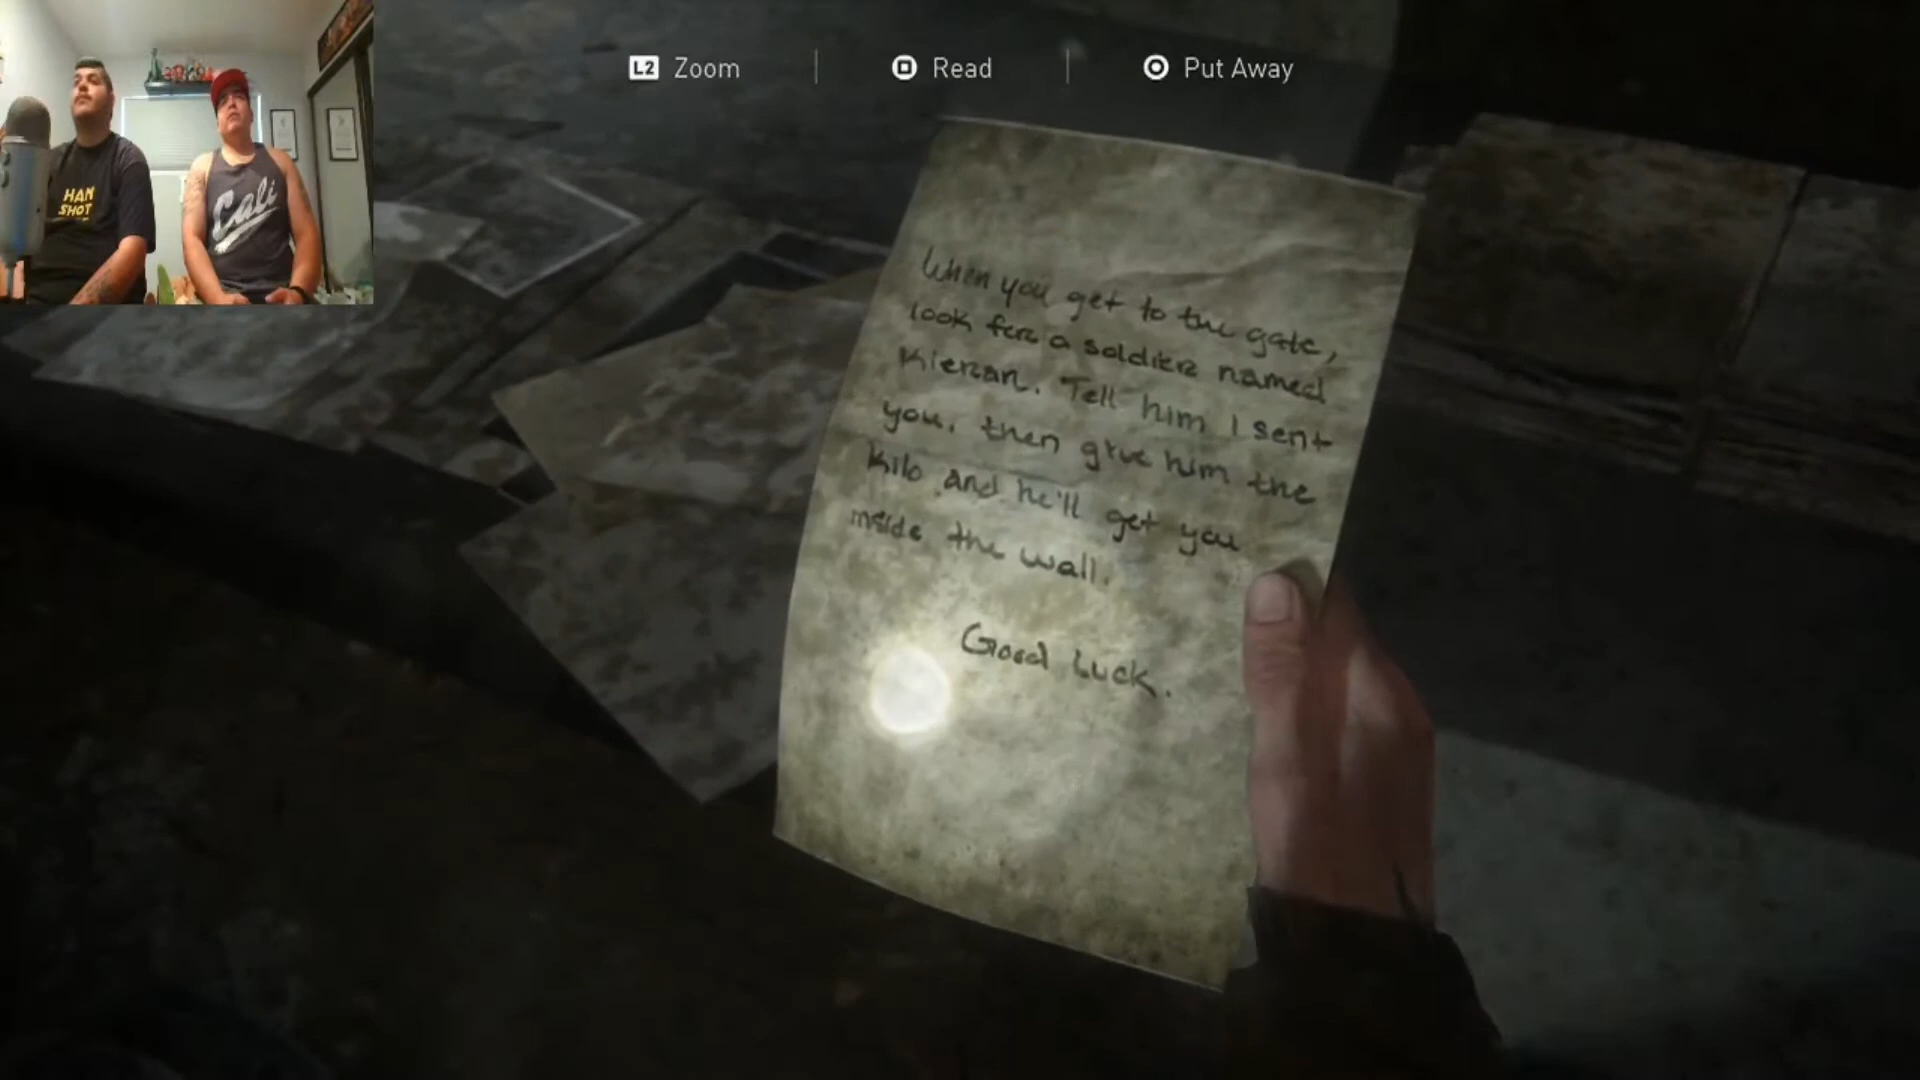 L2 Zoom
Read
Put Away
HAN
SHOT
Cali
When you get to the gate,
look for a soldier named
Kieran. Tell him I sent
you, then give him the
kilo and he'll get you
inside the wall.
Good Luck.